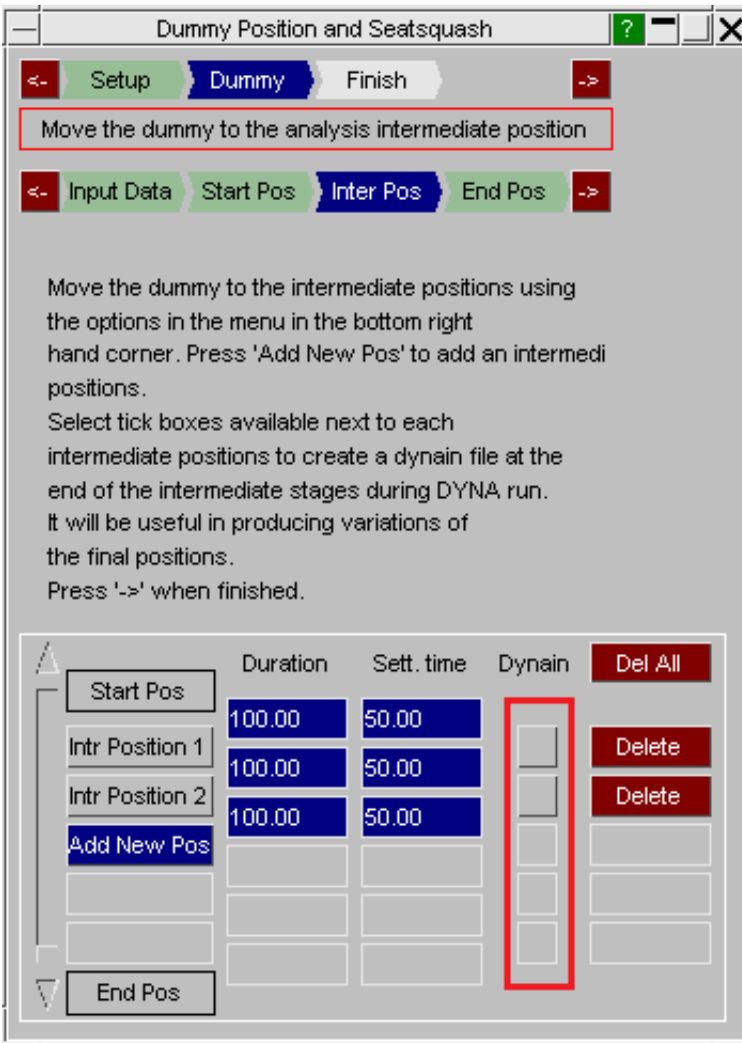 Dummy Position and Seatsquash ?
<- Setup Dummy Finish ->
Move the dummy to the analysis intermediate position
<- Input Data Start Pos Inter Pos End Pos ->
Move the dummy to the intermediate positions using
the options in the menu in the bottom right
hand corner. Press 'Add New Pos' to add an intermedi
positions.
Select tick boxes available next to each
intermediate positions to create a dynain file at the
end of the intermediate stages during DYNA run.
It will be useful in producing variations of
the final positions.
Press '->' when finished.
Duration Sett. time Dynain Del All
Start Pos
100.00 50.00
Intr Position 1 Delete
100.00 50.00
Intr Position 2 Delete
100.00 50.00
Add New Pos
End Pos